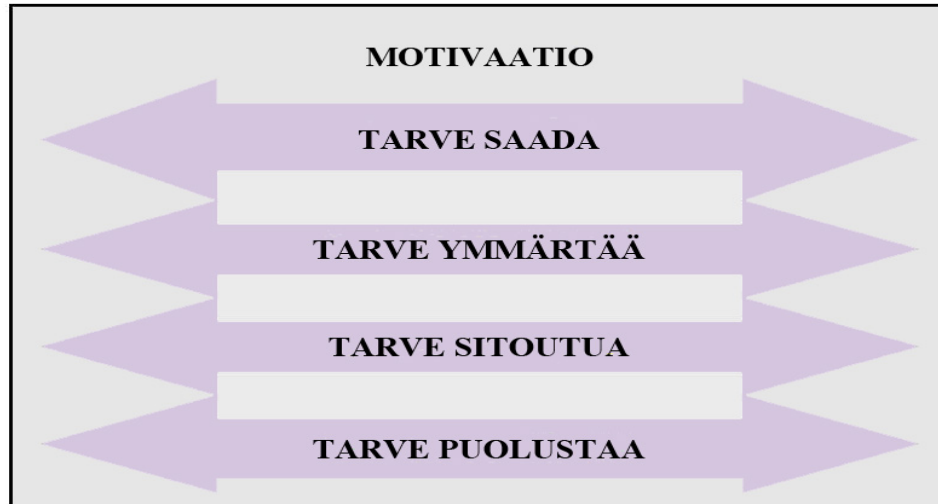 MOTIVAATIO
TARVE SAADA
TARVE YMMÄRTÄÄ
TARVE SITOUTUA
TARVE PUOLUSTAA